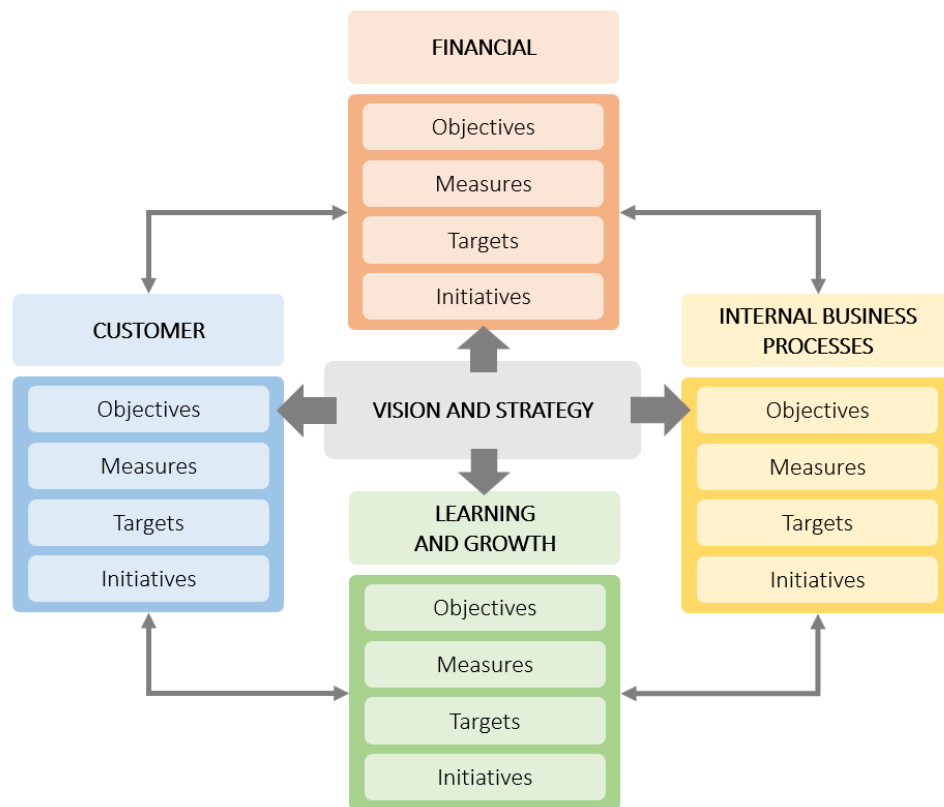 FINANCIAL
Objectives
Measures
Targets
Initiatives
CUSTOMER
Objectives
Measures
Targets
Initiatives
VISION AND STRATEGY
INTERNAL BUSINESS
PROCESSES
Objectives
Measures
Targets
Initiatives
LEARNING
AND GROWTH
Objectives
Measures
Targets
Initiatives